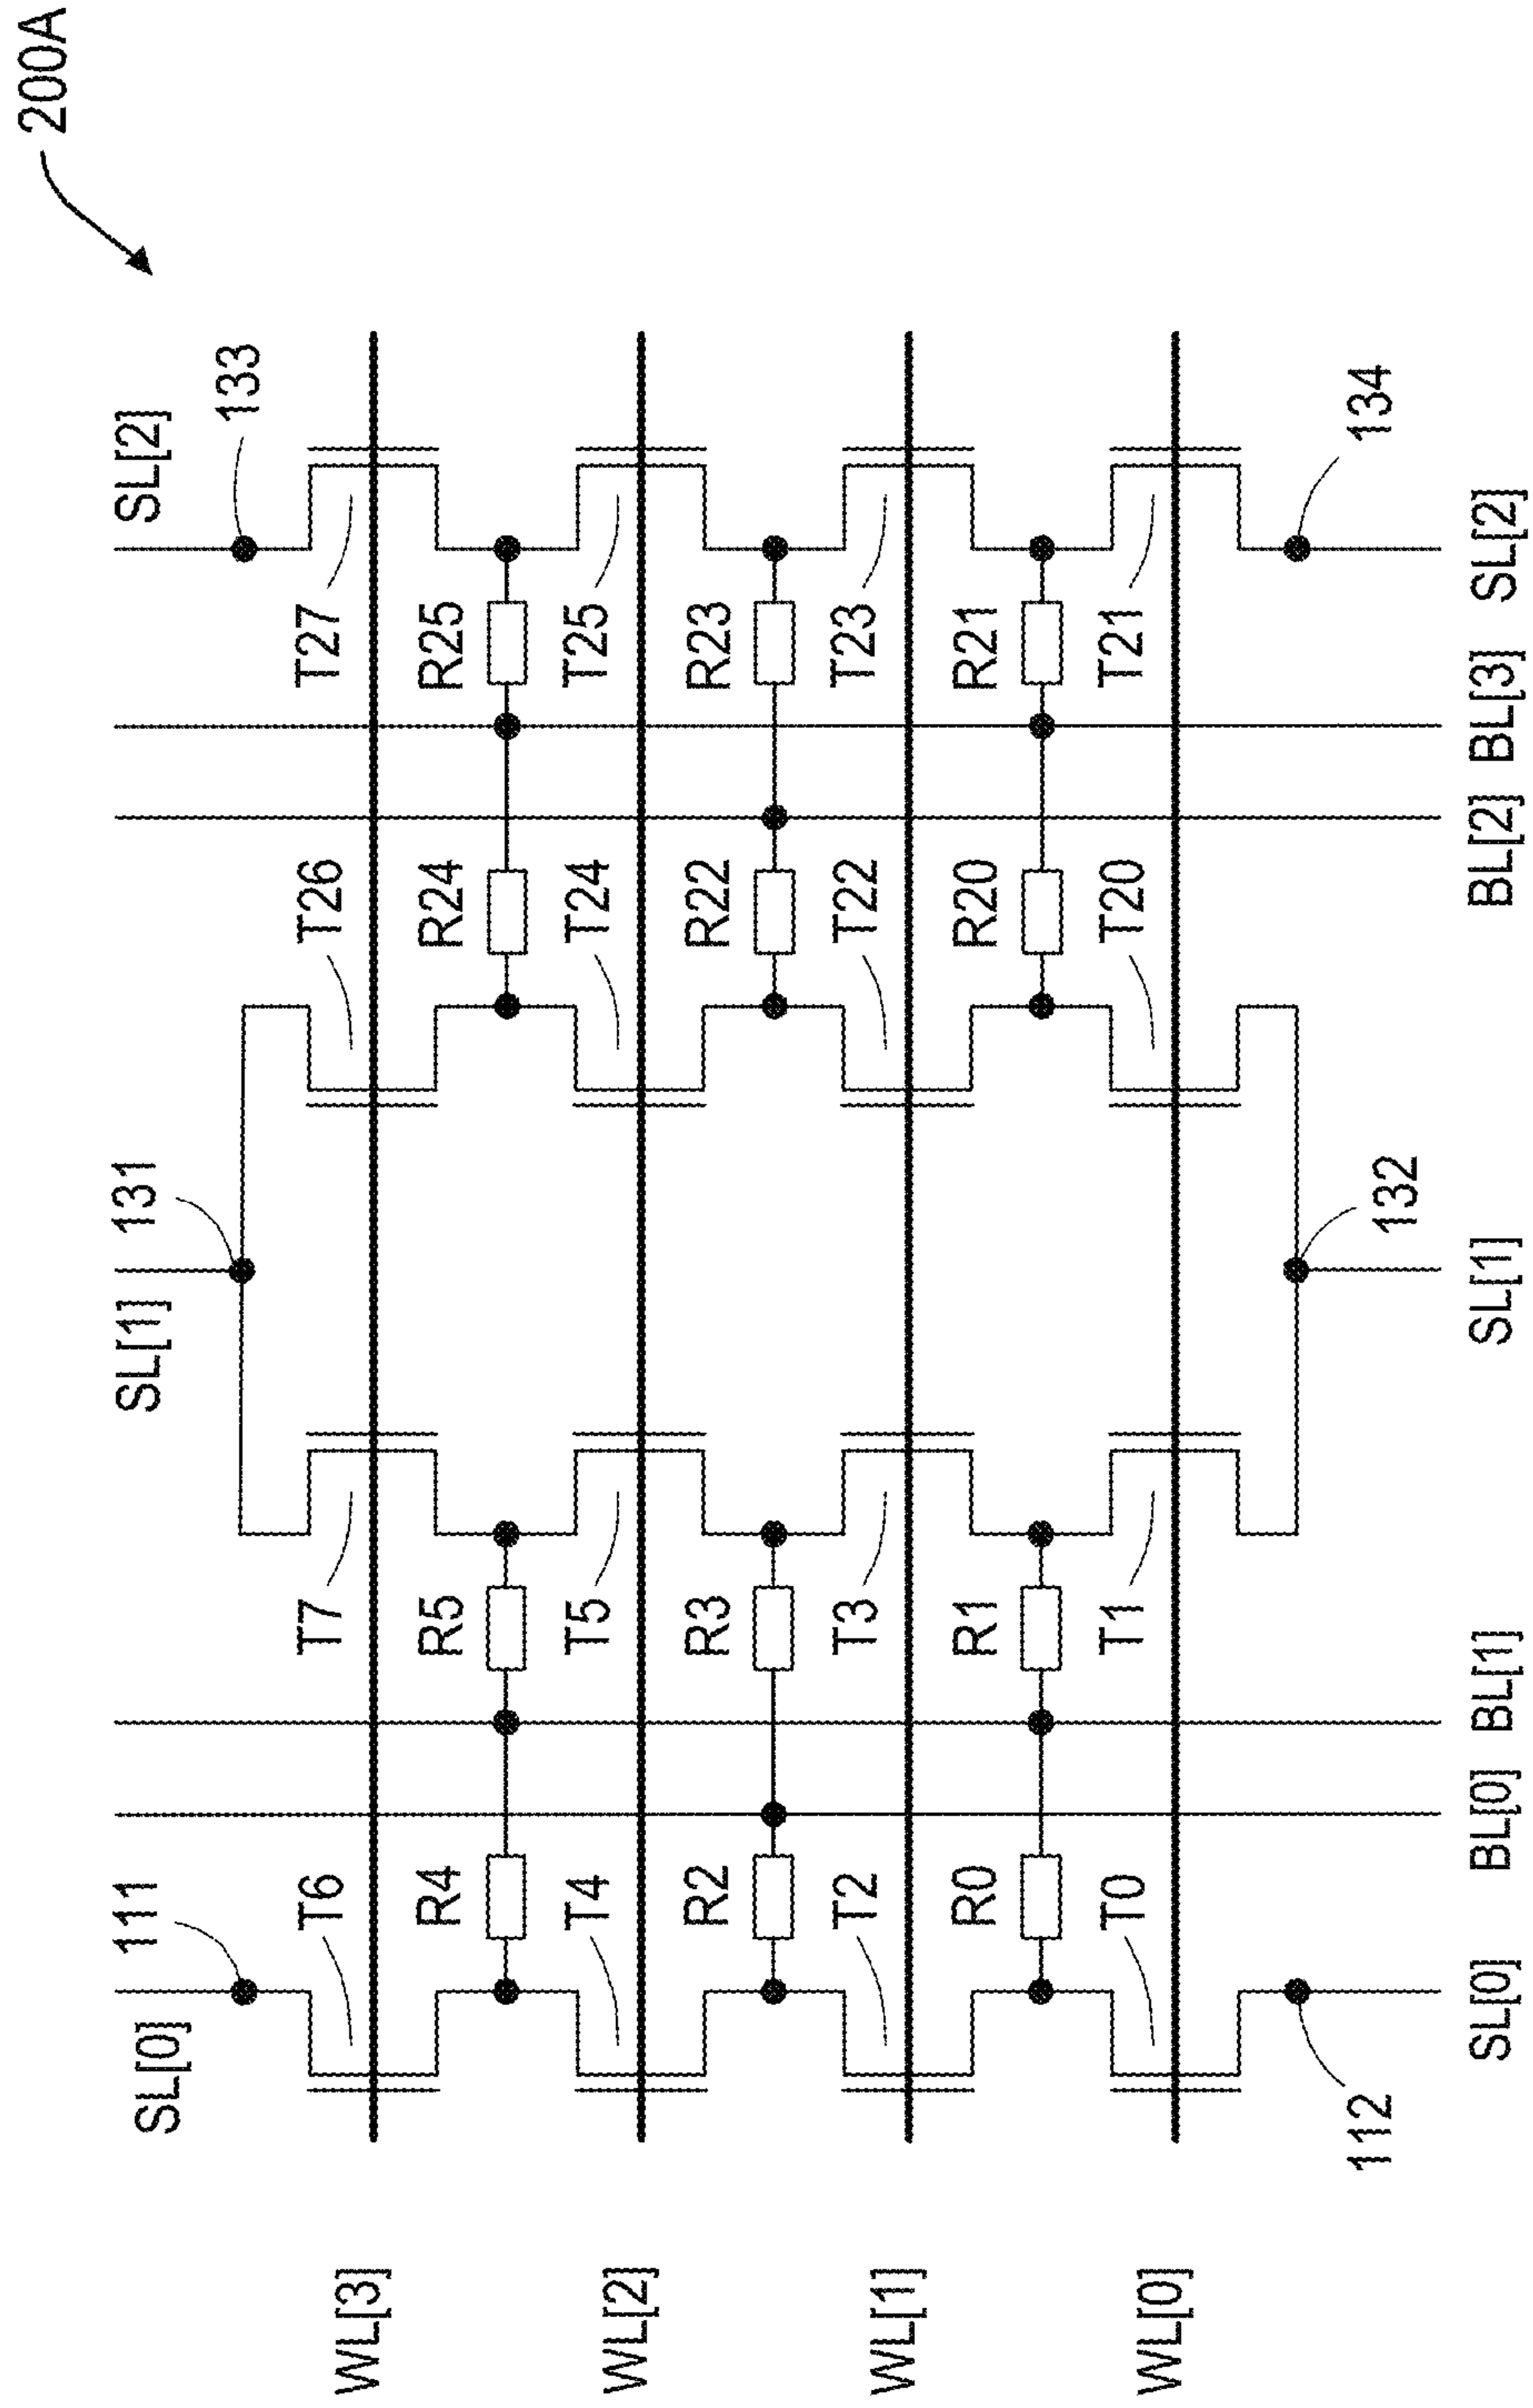 200A
SL[0] 111 SL[1] 131 SL[2]
133
WL[3] T6 T7 T26 T27
R4 R5 R24 R25
WL[2] T4 T5 T24 T25
R2 R3 R22 R23
WL[1] T2 T3 T22 T23
R0 R1 R20 R21
WL[0] T0 T1 T20 T21
112 132 134
SL[0] BL[0] BL[1] SL[1] BL[2] BL[3] SL[2]